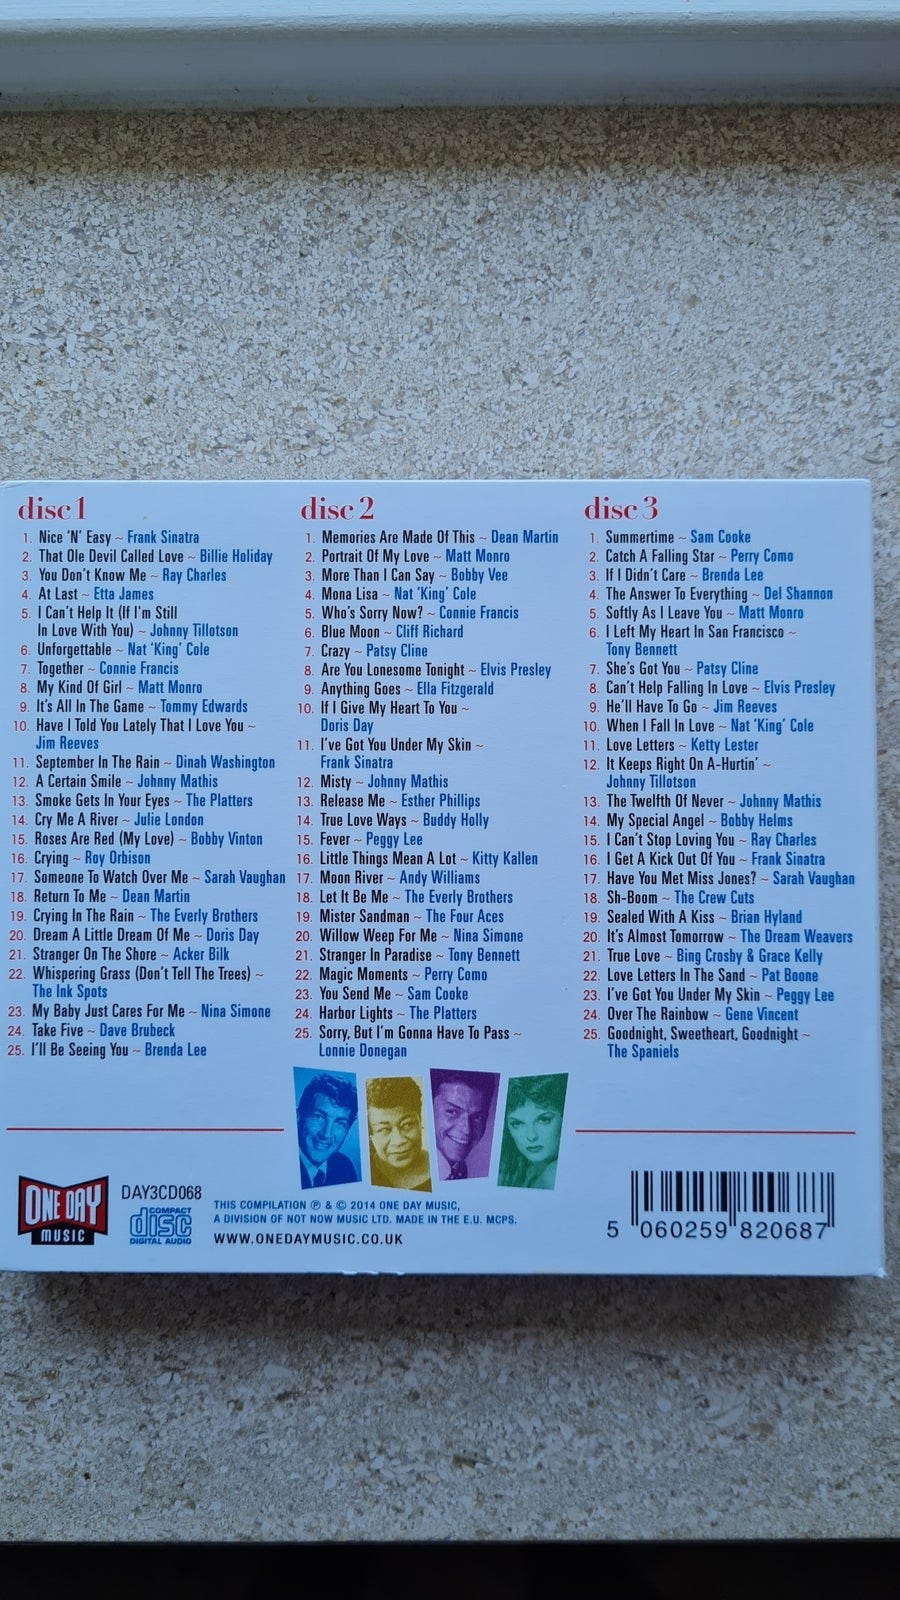 disc 1
1. Nice 'N' Easy ~ Frank Sinatra
2. That Ole Devil Called Love ~ Billie Holiday
3. You Don't Know Me ~ Ray Charles
4. At Last ~ Etta James
5. I Can't Help It (If I'm Still
In Love With You) ~ Johnny Tillotson
6. Unforgettable ~ Nat 'King' Cole
7. Together ~ Connie Francis
8. My Kind Of Girl ~ Matt Monro
9. It's All In The Game ~ Tommy Edwards
10. Have I Told You Lately That I Love You ~
Jim Reeves
11. September In The Rain ~ Dinah Washington
12. A Certain Smile ~ Johnny Mathis
13. Smoke Gets In Your Eyes ~ The Platters
14. Cry Me A River ~ Julie London
15. Roses Are Red (My Love) ~ Bobby Vinton
16. Crying ~ Roy Orbison
17. Someone To Watch Over Me ~ Sarah Vaughan
18. Return To Me ~ Dean Martin
19. Crying In The Rain ~ The Everly Brothers
20. Dream A Little Dream Of Me ~ Doris Day
21. Stranger On The Shore ~ Acker Bilk
22. Whispering Grass (Don't Tell The Trees) ~
The Ink Spots
23. My Baby Just Cares For Me ~ Nina Simone
24. Take Five ~ Dave Brubeck
25. I'll Be Seeing You ~ Brenda Lee
disc 2
1. Memories Are Made Of This ~ Dean Martin
2. Portrait Of My Love ~ Matt Monro
3. More Than I Can Say ~ Bobby Vee
4. Mona Lisa ~ Nat 'King' Cole
5. Who's Sorry Now? ~ Connie Francis
6. Blue Moon ~ Cliff Richard
7. Crazy ~ Patsy Cline
8. Are You Lonesome Tonight ~ Elvis Presley
9. Anything Goes ~ Ella Fitzgerald
10. If I Give My Heart To You ~
Doris Day
11. I've Got You Under My Skin ~
Frank Sinatra
12. Misty ~ Johnny Mathis
13. Release Me ~ Esther Phillips
14. True Love Ways ~ Buddy Holly
15. Fever ~ Peggy Lee
16. Little Things Mean A Lot ~ Kitty Kallen
17. Moon River ~ Andy Williams
18. Let It Be Me ~ The Everly Brothers
19. Mister Sandman ~ The Four Aces
20. Willow Weep For Me ~ Nina Simone
21. Stranger In Paradise ~ Tony Bennett
22. Magic Moments ~ Perry Como
23. You Send Me ~ Sam Cooke
24. Harbor Lights ~ The Platters
25. Sorry, But I'm Gonna Have To Pass ~
Lonnie Donegan
disc 3
1. Summertime ~ Sam Cooke
2. Catch A Falling Star ~ Perry Como
3. If I Didn't Care ~ Brenda Lee
4. The Answer To Everything ~ Del Shannon
5. Softly As I Leave You ~ Matt Monro
6. I Left My Heart In San Francisco ~
Tony Bennett
7. She's Got You ~ Patsy Cline
8. Can't Help Falling In Love ~ Elvis Presley
9. He'll Have To Go ~ Jim Reeves
10. When I Fall In Love ~ Nat 'King' Cole
11. Love Letters ~ Ketty Lester
12. It Keeps Right On A-Hurtin' ~
Johnny Tillotson
13. The Twelfth Of Never ~ Johnny Mathis
14. My Special Angel ~ Bobby Helms
15. I Can't Stop Loving You ~ Ray Charles
16. I Get A Kick Out Of You ~ Frank Sinatra
17. Have You Met Miss Jones? ~ Sarah Vaughan
18. Sh-Boom ~ The Crew Cuts
19. Sealed With A Kiss ~ Brian Hyland
20. It's Almost Tomorrow ~ The Dream Weavers
21. True Love ~ Bing Crosby & Grace Kelly
22. Love Letters In The Sand ~ Pat Boone
23. I've Got You Under My Skin ~ Peggy Lee
24. Over The Rainbow ~ Gene Vincent
25. Goodnight, Sweetheart, Goodnight ~
The Spaniels
ONE DAY
MUSIC
DAY3CD068
COMPACT
disc
DIGITAL AUDIO
THIS COMPILATION ℗ & © 2014 ONE DAY MUSIC,
A DIVISION OF NOT NOW MUSIC LTD. MADE IN THE E.U. MCPS.
WWW.ONEDAYMUSIC.CO.UK
5 060259 820687